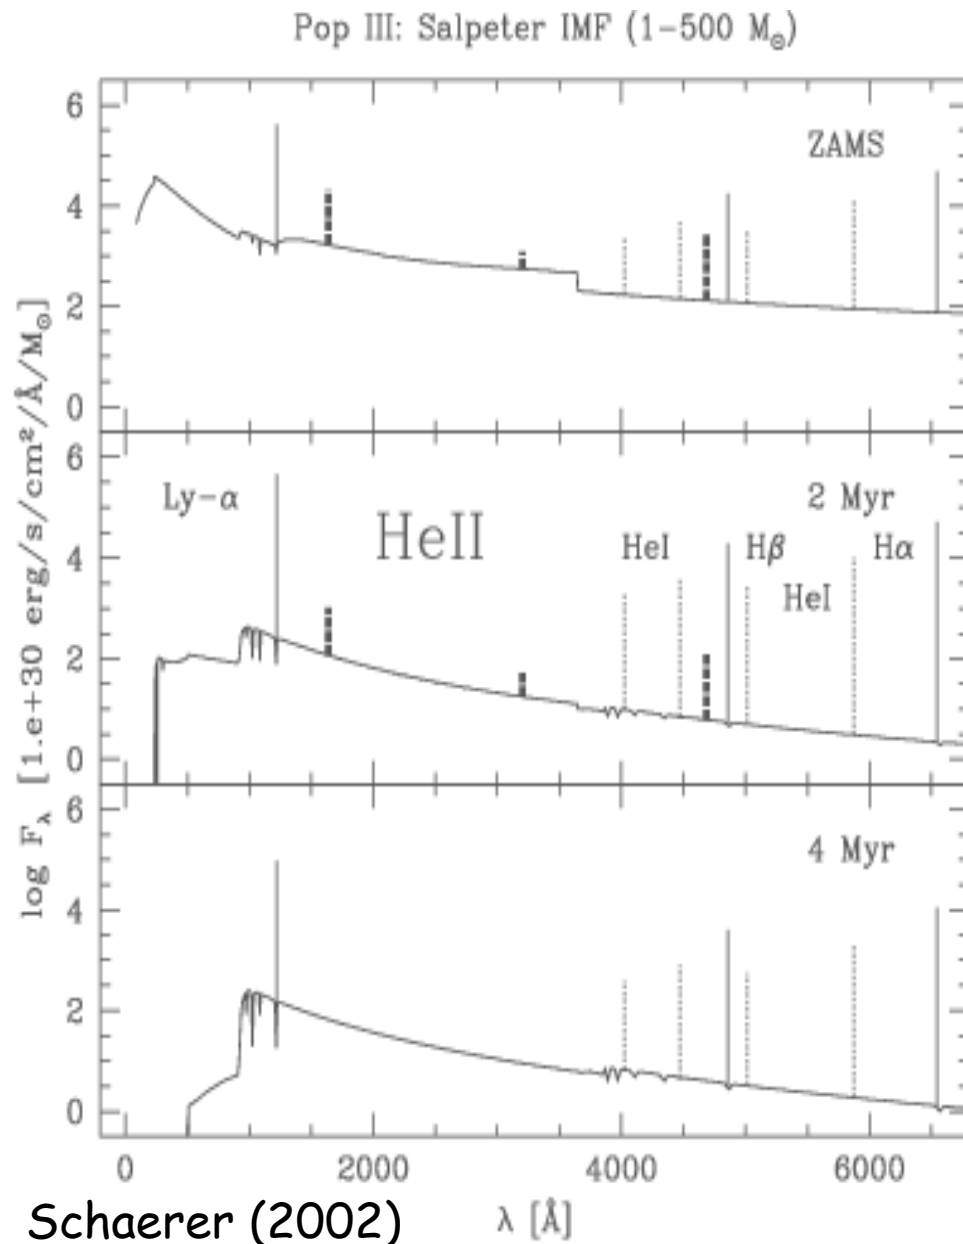 Pop III: Salpeter IMF (1−500 M☉)
6
4
2
0
ZAMS
6
4
2
0
Ly−α
HeII
2 Myr
HeI
Hβ
Hα
HeI
6
4
2
0
4 Myr
log Fλ [1.e+30 erg/s/cm²/Å/M☉]
0
2000
4000
6000
λ [Å]
Schaerer (2002)